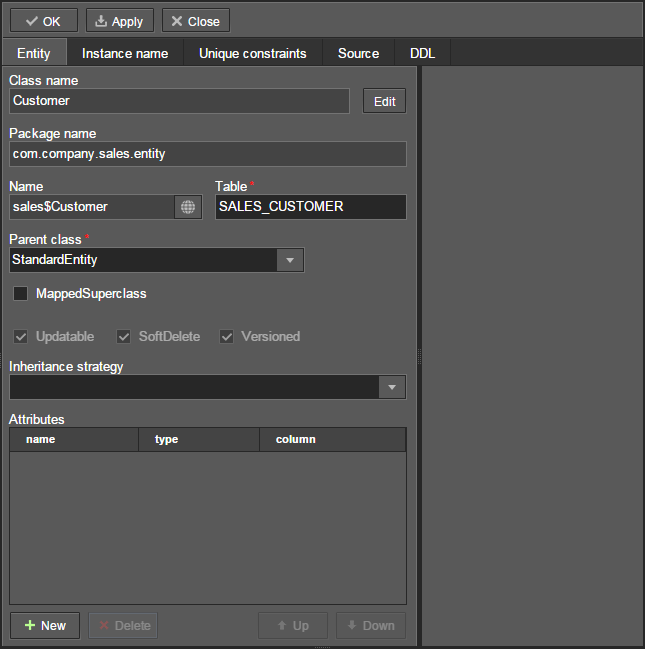 OK Apply Close
Entity Instance name Unique constraints Source DDL
Class name
Customer Edit
Package name
com.company.sales.entity
Name Table *
sales$Customer SALES_CUSTOMER
Parent class *
StandardEntity
MappedSuperclass
Updatable SoftDelete Versioned
Inheritance strategy
Attributes
name type column
New Delete Up Down